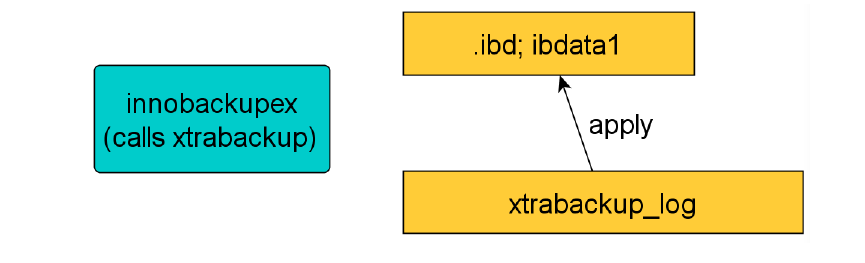 .ibd; ibdata1
innobackupex
(calls xtrabackup)
apply
xtrabackup_log